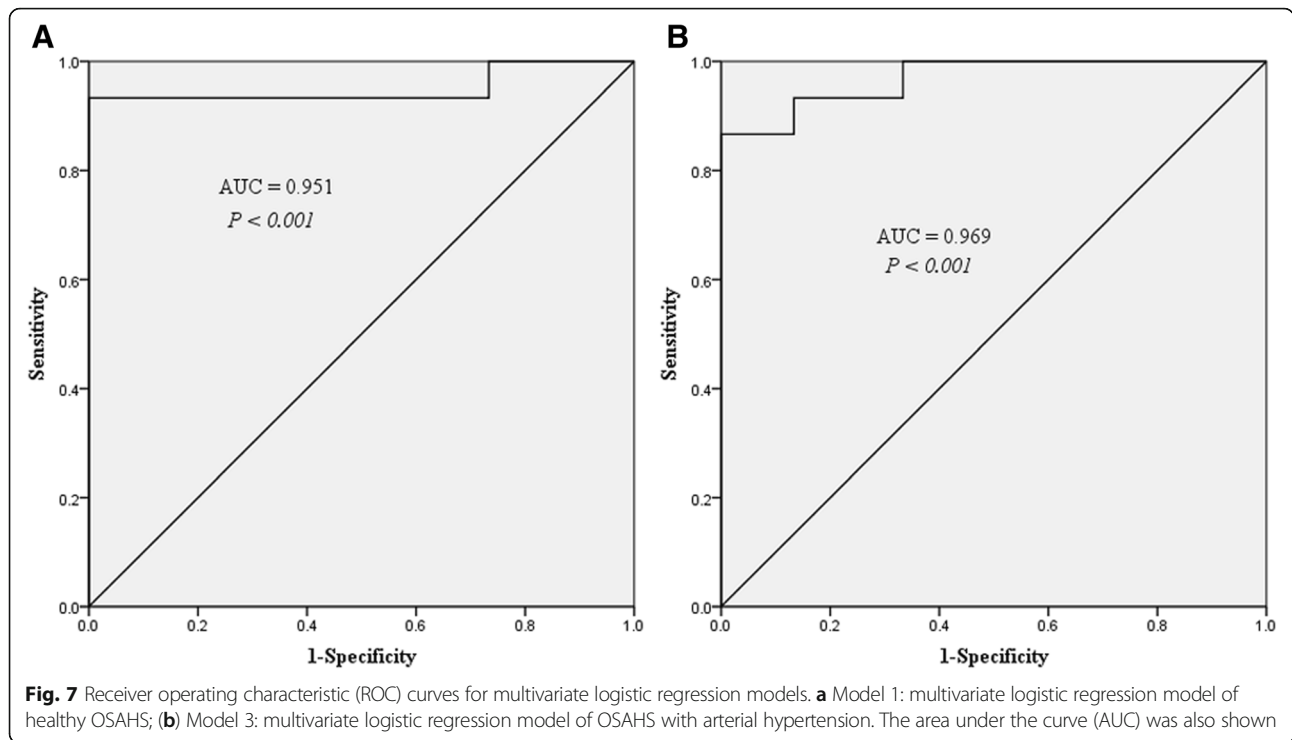 A
1.0
0.8
0.6
0.4
0.2
0.0
Sensitivity
AUC = 0.951
P < 0.001
0.0 0.2 0.4 0.6 0.8 1.0
1-Specificity
B
1.0
0.8
0.6
0.4
0.2
0.0
Sensitivity
AUC = 0.969
P < 0.001
0.0 0.2 0.4 0.6 0.8 1.0
1-Specificity
Fig. 7 Receiver operating characteristic (ROC) curves for multivariate logistic regression models. a Model 1: multivariate logistic regression model of
healthy OSAHS; (b) Model 3: multivariate logistic regression model of OSAHS with arterial hypertension. The area under the curve (AUC) was also shown